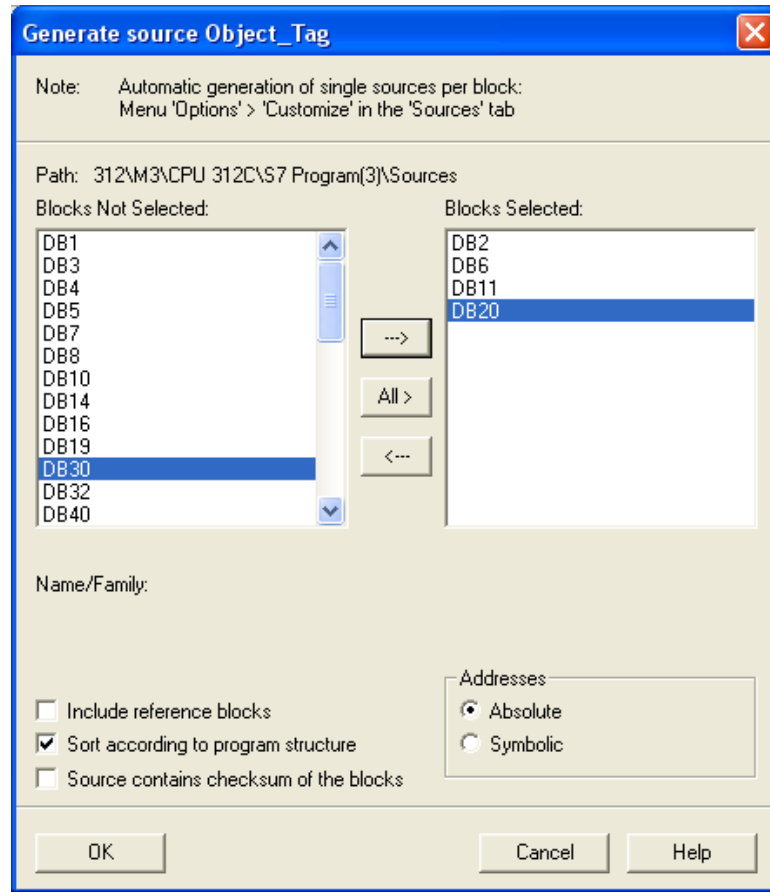 Generate source Object_Tag
Note: Automatic generation of single sources per block:
Menu 'Options' > 'Customize' in the 'Sources' tab
Path: 312\M3\CPU 312C\S7 Program(3)\Sources
Blocks Not Selected:
DB1
DB3
DB4
DB5
DB7
DB8
DB10
DB14
DB16
DB19
DB30
DB32
DB40
--->
All >
<---
Blocks Selected:
DB2
DB6
DB11
DB20
Name/Family:
Include reference blocks
Sort according to program structure
Source contains checksum of the blocks
Addresses
Absolute
Symbolic
OK
Cancel
Help